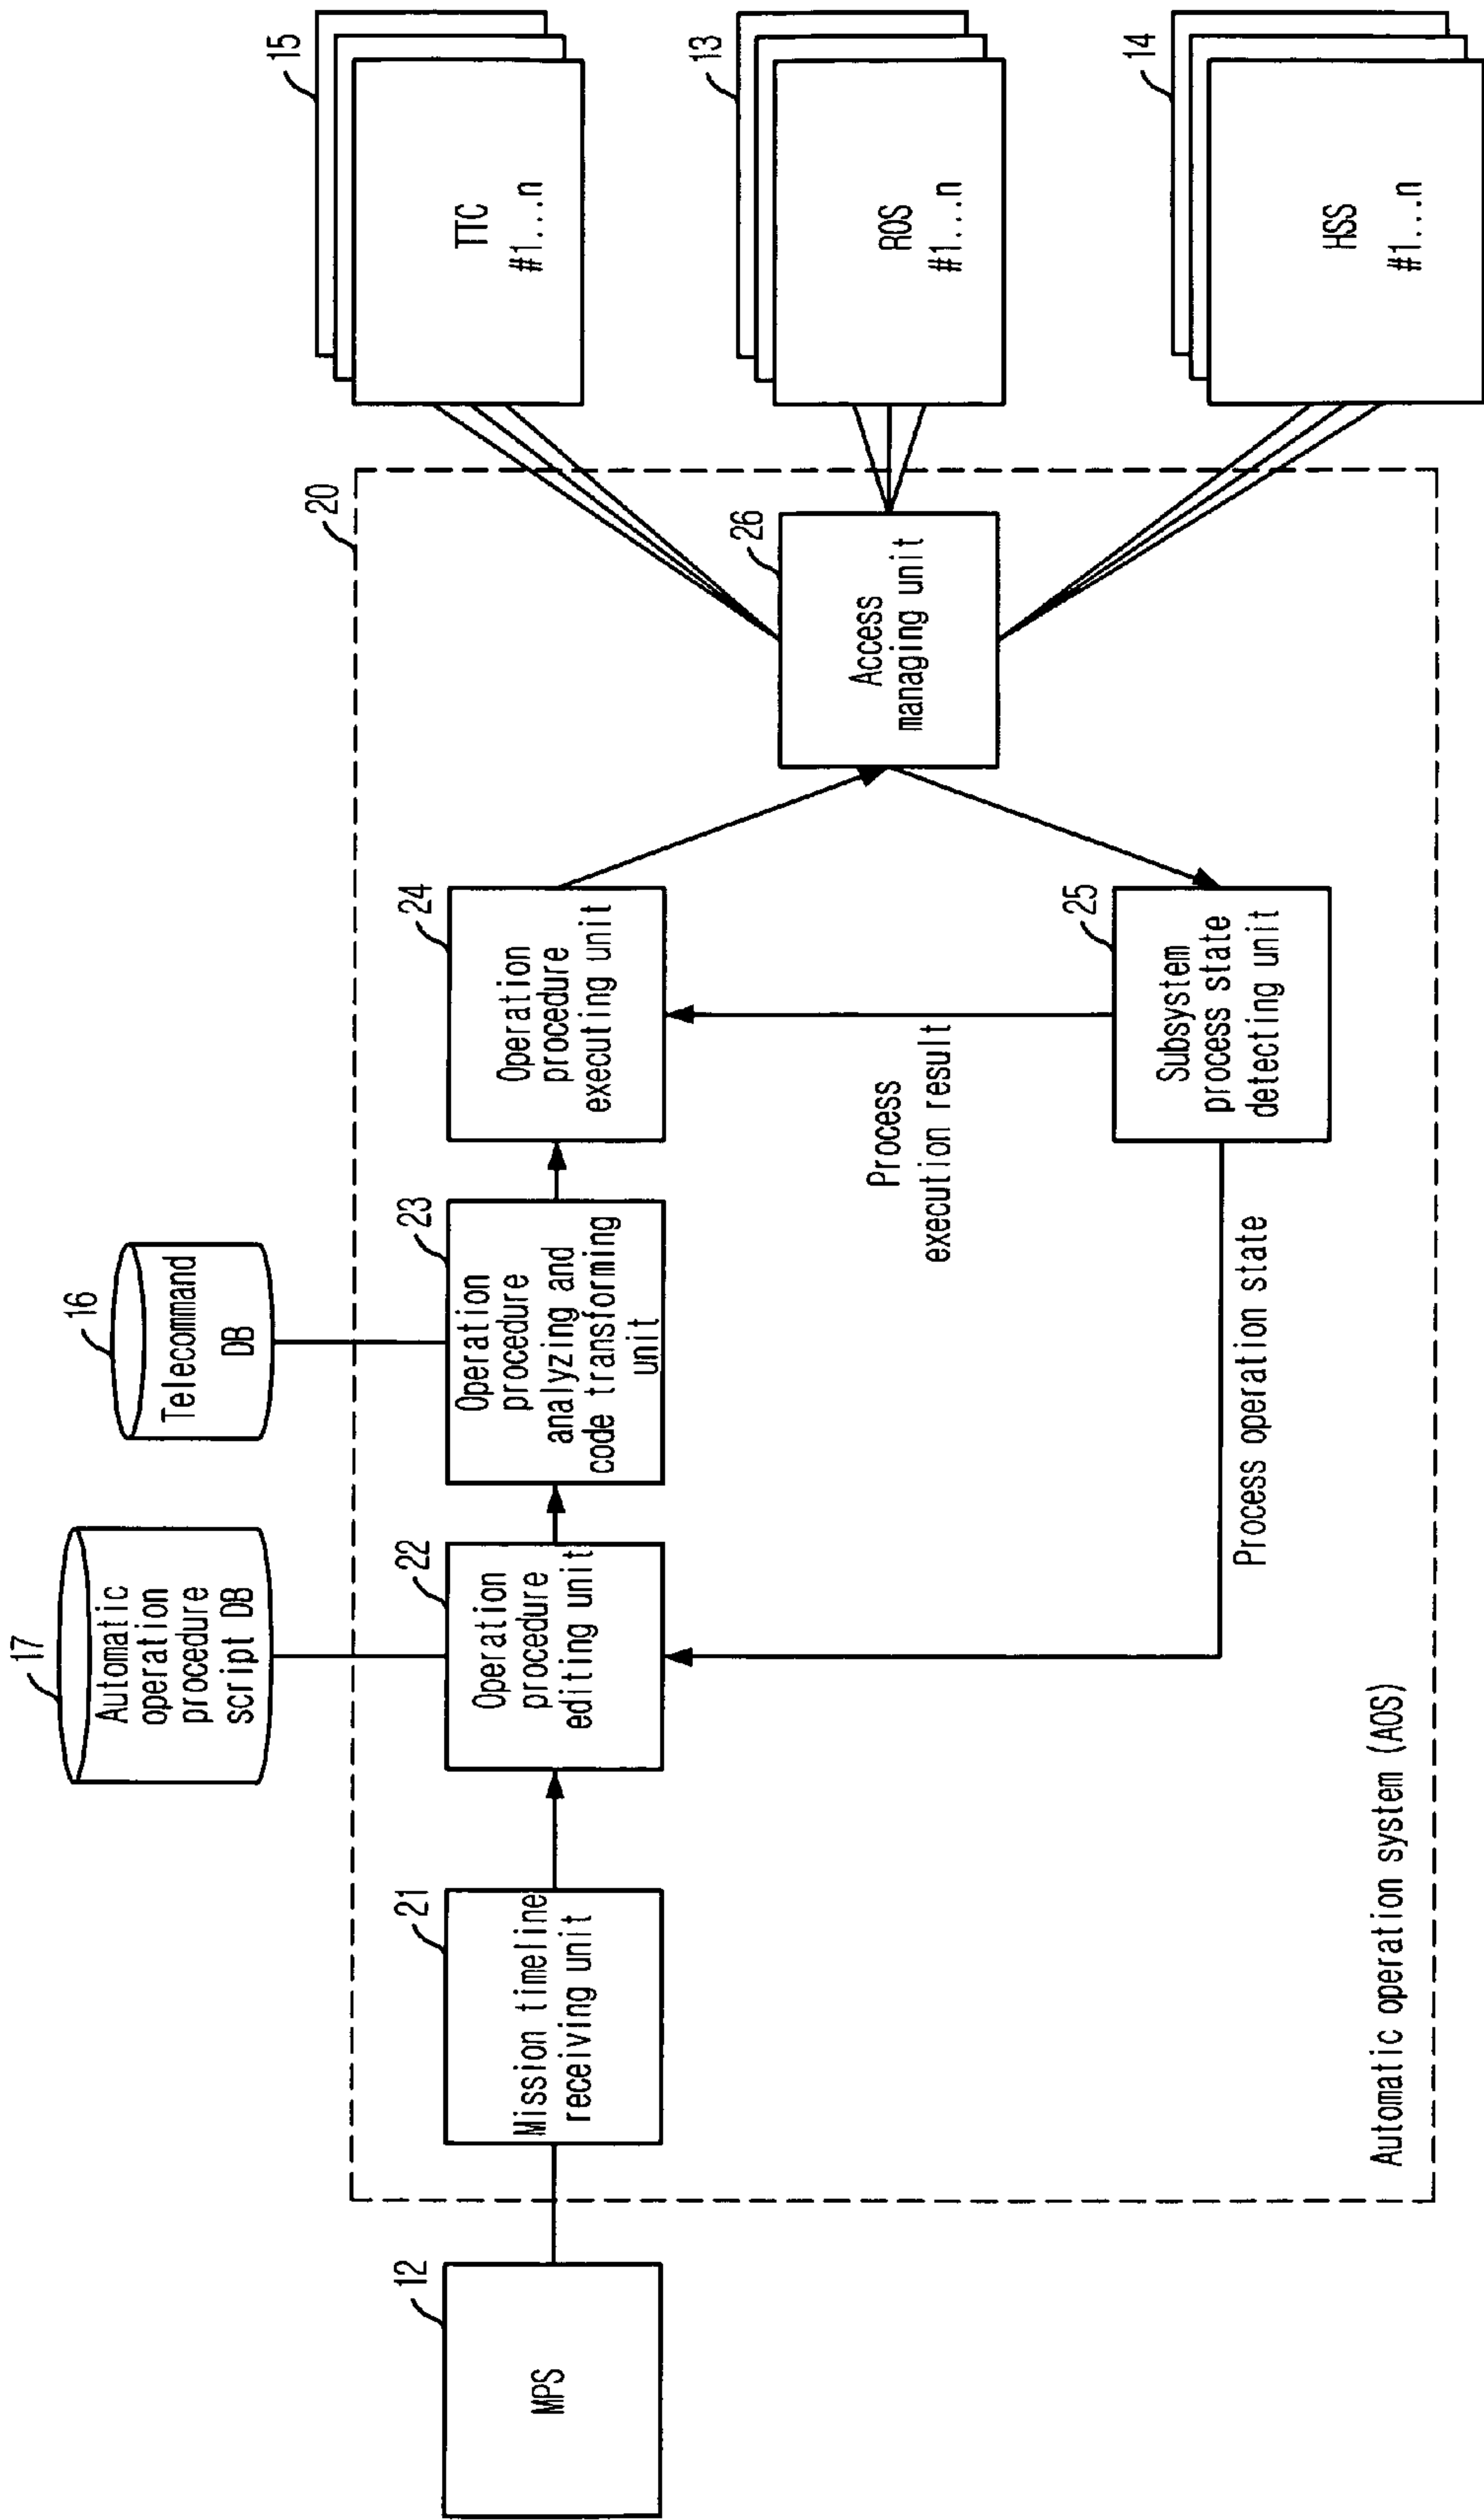 17
Automatic
operation
procedure
script DB
16
Telecommand
DB
12
MPS
21
Mission timeline
receiving unit
22
Operation
procedure
editing unit
23
Operation
procedure
analyzing and
code transforming
unit
24
Operation
procedure
executing unit
20
15
TTC
#1...n
26
Access
managing unit
13
ROS
#1...n
Process
execution result
25
Subsystem
process state
detecting unit
14
HSS
#1...n
Process operation state
Automatic operation system (AOS)